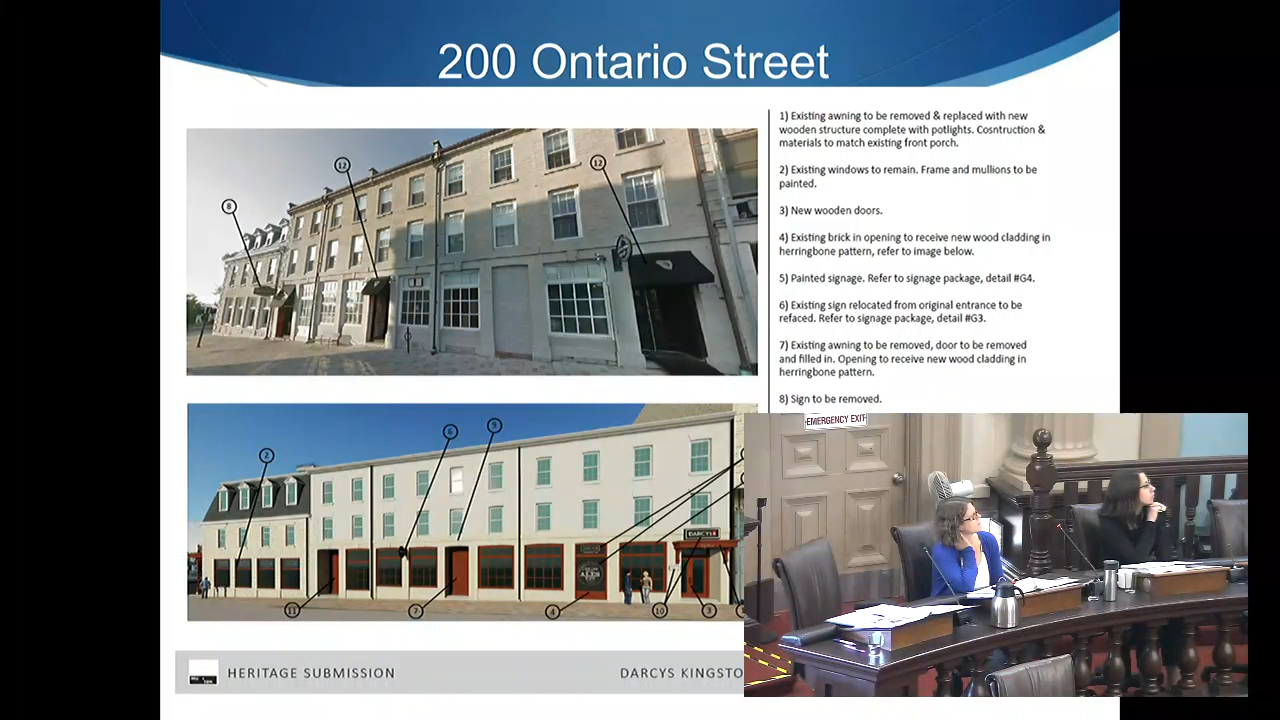 200 Ontario Street
1) Existing awning to be removed & replaced with new
wooden structure complete with potlights. Cosntruction &
materials to match existing front porch.
2) Existing windows to remain. Frame and mullions to be
painted.
3) New wooden doors.
4) Existing brick in opening to receive new wood cladding in
herringbone pattern, refer to image below.
5) Painted signage. Refer to signage package, detail #G4.
6) Existing sign relocated from original entrance to be
refaced. Refer to signage package, detail #G3.
7) Existing awning to be removed, door to be removed
and filled in. Opening to receive new wood cladding in
herringbone pattern.
8) Sign to be removed.
12
12
8
2
6
9
DARCYS
ALES
11
7
4
10
3
EMERGENCY EXIT
HERITAGE SUBMISSION
DARCYS KINGSTO